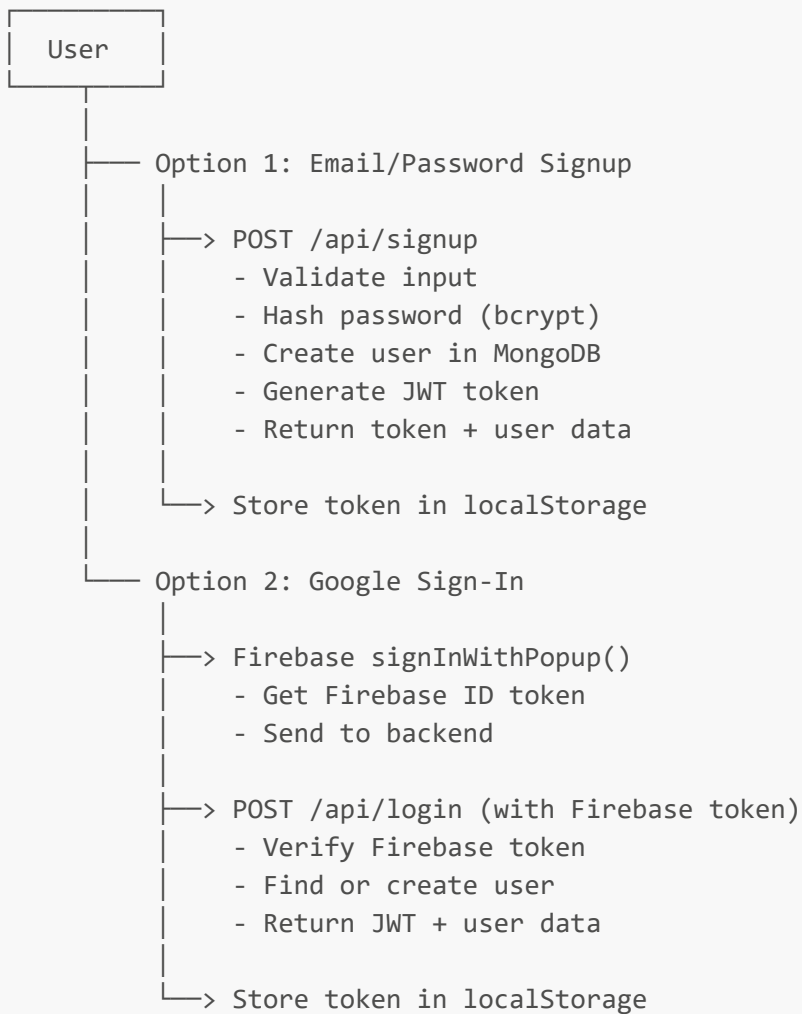 User
Option 1: Email/Password Signup
> POST /api/signup
- Validate input
- Hash password (bcrypt)
- Create user in MongoDB
- Generate JWT token
- Return token + user data
> Store token in localStorage
Option 2: Google Sign-In
> Firebase signInWithPopup()
- Get Firebase ID token
- Send to backend
> POST /api/login (with Firebase token)
- Verify Firebase token
- Find or create user
- Return JWT + user data
> Store token in localStorage